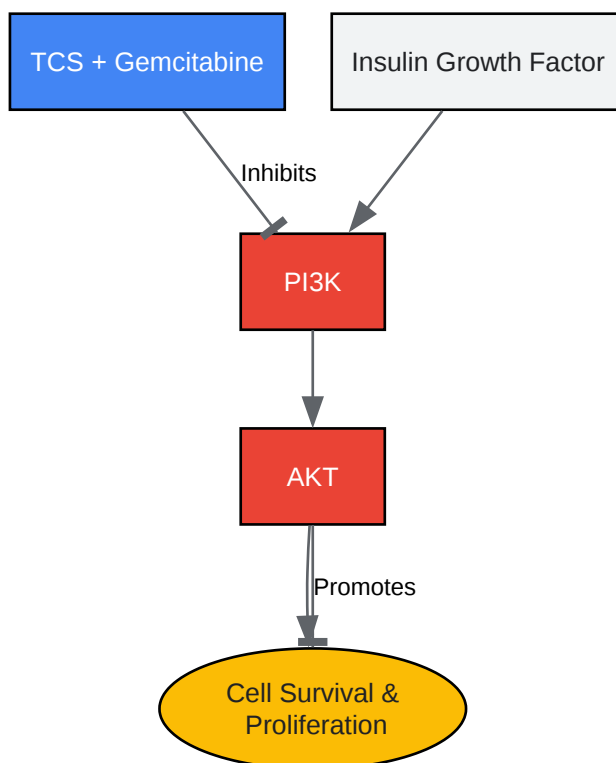 TCS + Gemcitabine
Insulin Growth Factor
Inhibits
PI3K
AKT
Promotes
Cell Survival &
Proliferation